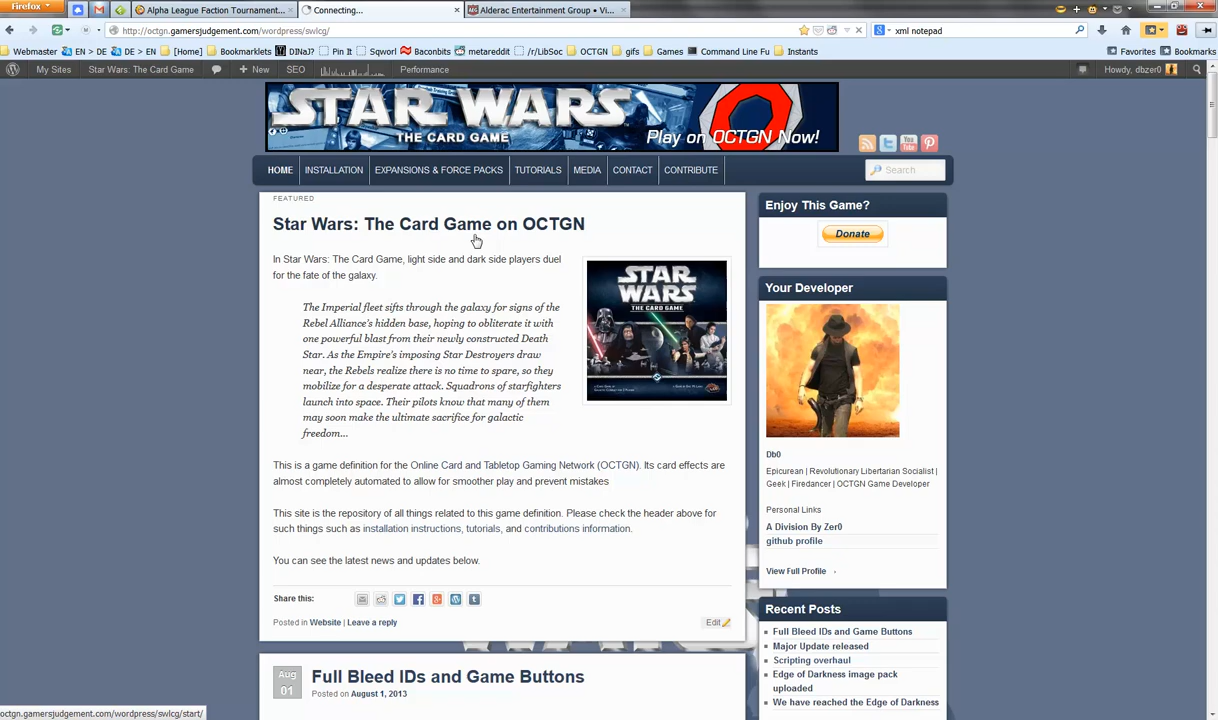 Firefox
Alpha League Faction Tournament...
Connecting...
Alderac Entertainment Group • Vi...
http://octgn.gamersjudgement.com/wordpress/swlcg/
xml notepad
Webmaster
EN > DE
DE > EN
[Home]
Bookmarklets
DINaJ?
Pin It
Sqworl
Baconbits
metareddit
/r/LibSoc
OCTGN
gifs
Games
Command Line Fu
Instants
Favorites
Bookmarks
My Sites
Star Wars: The Card Game
New
SEO
Performance
Howdy, dbzer0
STAR WARS
THE CARD GAME
Play on OCTGN Now!
HOME
INSTALLATION
EXPANSIONS & FORCE PACKS
TUTORIALS
MEDIA
CONTACT
CONTRIBUTE
Search
FEATURED
Star Wars: The Card Game on OCTGN
In Star Wars: The Card Game, light side and dark side players duel
for the fate of the galaxy.
STAR WARS
THE CARD GAME
The Imperial fleet sifts through the galaxy for signs of the
Rebel Alliance's hidden base, hoping to obliterate it with
one powerful blast from their newly constructed Death
Star. As the Empire's imposing Star Destroyers draw
near, the Rebels realize there is no time to spare, so they
mobilize for a desperate attack. Squadrons of starfighters
launch into space. Their pilots know that many of them
may soon make the ultimate sacrifice for galactic
freedom...
This is a game definition for the Online Card and Tabletop Gaming Network (OCTGN). Its card effects are
almost completely automated to allow for smoother play and prevent mistakes
This site is the repository of all things related to this game definition. Please check the header above for
such things such as installation instructions, tutorials, and contributions information.
You can see the latest news and updates below.
Share this:
Posted in Website | Leave a reply
Edit
Aug
01
Full Bleed IDs and Game Buttons
Posted on August 1, 2013
Enjoy This Game?
Donate
Your Developer
Db0
Epicurean | Revolutionary Libertarian Socialist |
Geek | Firedancer | OCTGN Game Developer
Personal Links
A Division By Zer0
github profile
View Full Profile
Recent Posts
Full Bleed IDs and Game Buttons
Major Update released
Scripting overhaul
Edge of Darkness image pack
uploaded
We have reached the Edge of Darkness
octgn.gamersjudgement.com/wordpress/swlcg/start/